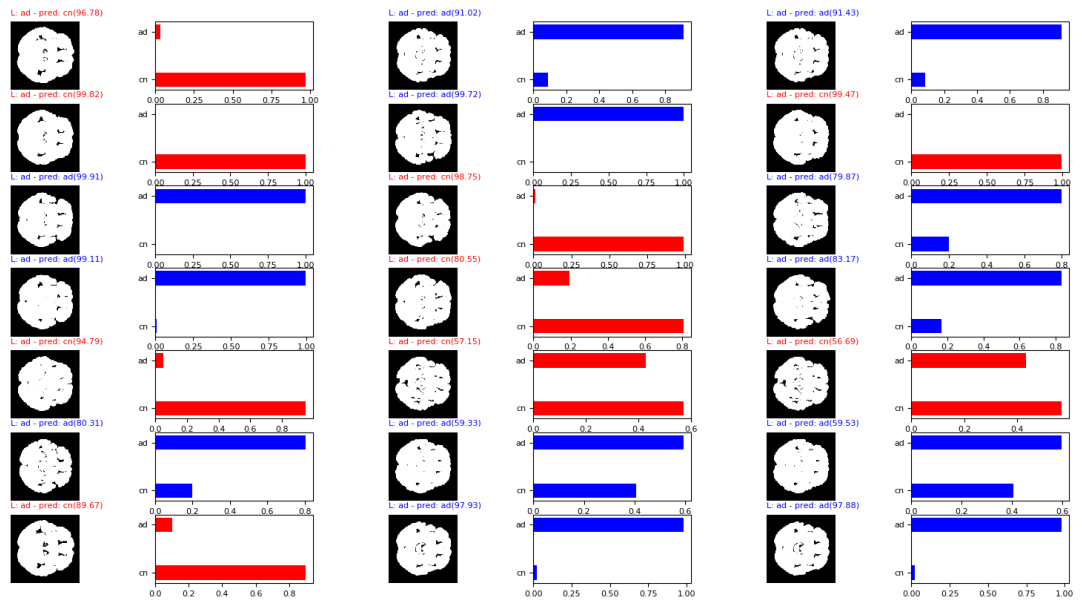 L: ad - pred: cn(96.78)
ad
cn
0.00 0.25 0.50 0.75 1.00
L: ad - pred: ad(91.02)
ad
cn
0.0 0.2 0.4 0.6 0.8
L: ad - pred: ad(91.43)
ad
cn
0.0 0.2 0.4 0.6 0.8
L: ad - pred: cn(99.82)
ad
cn
0.00 0.25 0.50 0.75 1.00
L: ad - pred: ad(99.72)
ad
cn
0.00 0.25 0.50 0.75 1.00
L: ad - pred: cn(99.47)
ad
cn
0.00 0.25 0.50 0.75 1.00
L: ad - pred: ad(99.91)
ad
cn
0.00 0.25 0.50 0.75 1.00
L: ad - pred: cn(98.75)
ad
cn
0.00 0.25 0.50 0.75 1.00
L: ad - pred: ad(79.87)
ad
cn
0.0 0.2 0.4 0.6 0.8
L: ad - pred: ad(99.11)
ad
cn
0.00 0.25 0.50 0.75 1.00
L: ad - pred: cn(80.55)
ad
cn
0.0 0.2 0.4 0.6 0.8
L: ad - pred: ad(83.17)
ad
cn
0.0 0.2 0.4 0.6 0.8
L: ad - pred: cn(94.79)
ad
cn
0.0 0.2 0.4 0.6 0.8
L: ad - pred: cn(57.15)
ad
cn
0.0 0.2 0.4 0.6
L: ad - pred: cn(56.69)
ad
cn
0.0 0.2 0.4
L: ad - pred: ad(80.31)
ad
cn
0.0 0.2 0.4 0.6 0.8
L: ad - pred: ad(59.33)
ad
cn
0.0 0.2 0.4 0.6
L: ad - pred: ad(59.53)
ad
cn
0.0 0.2 0.4 0.6
L: ad - pred: cn(89.67)
ad
cn
0.0 0.2 0.4 0.6 0.8
L: ad - pred: ad(97.93)
ad
cn
0.00 0.25 0.50 0.75 1.00
L: ad - pred: ad(97.88)
ad
cn
0.00 0.25 0.50 0.75 1.00